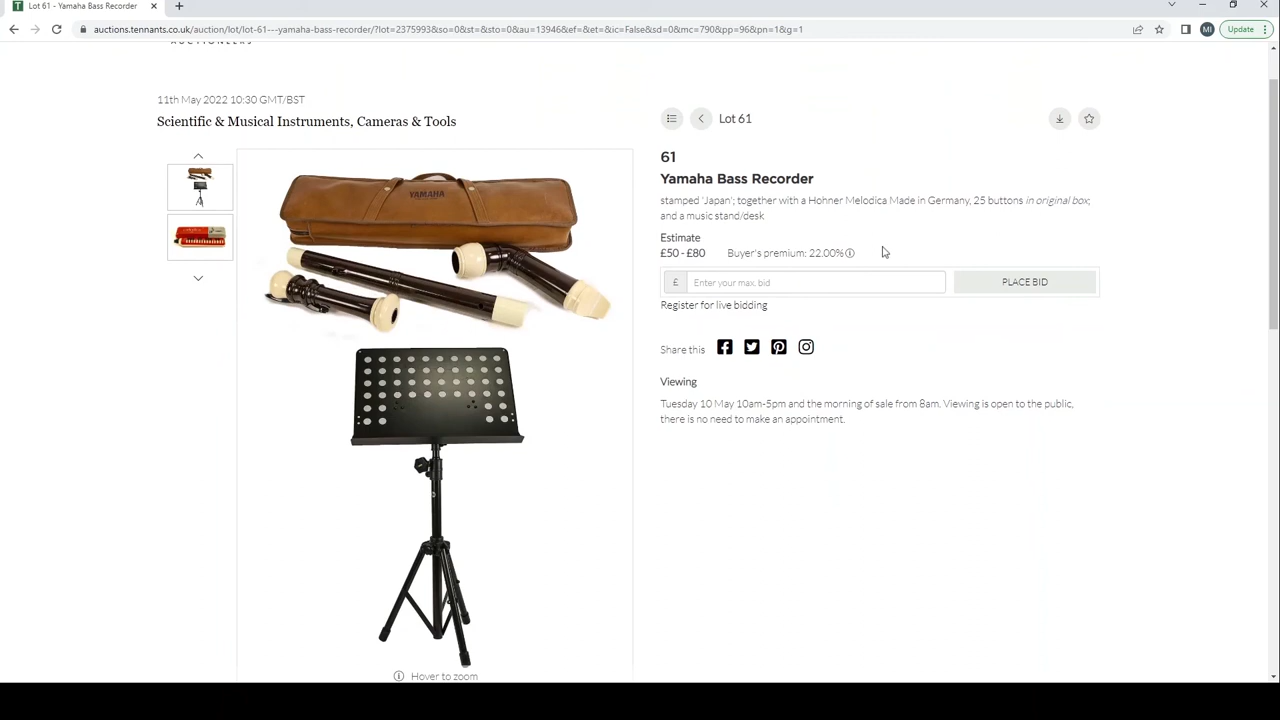 Lot 61 - Yamaha Bass Recorder
auctions.tennants.co.uk/auction/lot/lot-61---yamaha-bass-recorder/?lot=2375993&so=0&st=&sto=0&au=13946&ef=&et=&ic=False&sd=0&mc=790&pp=96&pn=1&g=1
MI
Update
AUCTIONEERS
11th May 2022 10:30 GMT/BST
Scientific & Musical Instruments, Cameras & Tools
Lot 61
YAMAHA
61
Yamaha Bass Recorder
stamped 'Japan'; together with a Hohner Melodica Made in Germany, 25 buttons in original box;
and a music stand/desk
Estimate
£50 - £80 Buyer's premium: 22.00%
£ Enter your max. bid PLACE BID
Register for live bidding
Share this
Viewing
Tuesday 10 May 10am-5pm and the morning of sale from 8am. Viewing is open to the public,
there is no need to make an appointment.
Hover to zoom